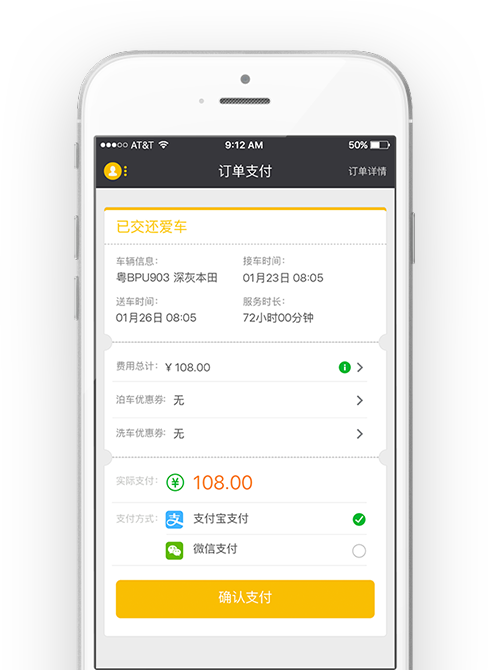 AT&T 9:12 AM 50%
订单支付 订单详情
已交还爱车
车辆信息: 接车时间:
粤BPU903 深灰本田 01月23日 08:05
送车时间: 服务时长:
01月26日 08:05 72小时00分钟
费用总计: ¥ 108.00
泊车优惠券: 无
洗车优惠券: 无
实际支付: ¥ 108.00
支付方式: 支 支付宝支付
微信支付
确认支付